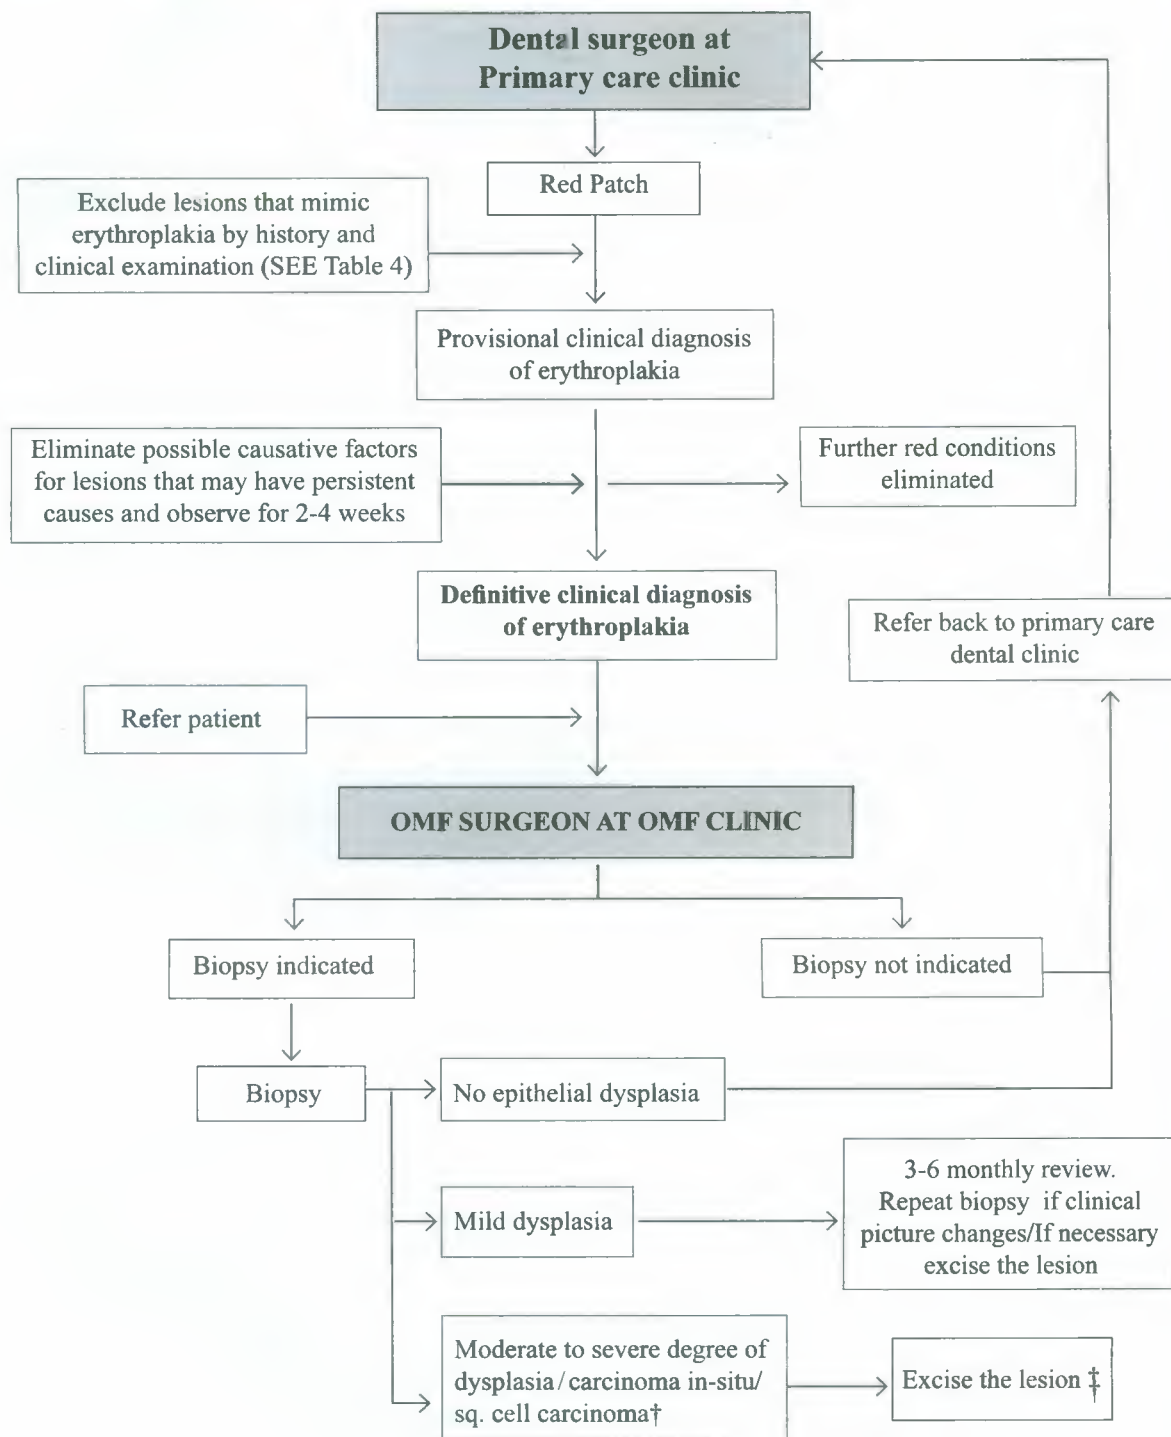 Dental surgeon at
Primary care clinic
Red Patch
Exclude lesions that mimic
erythroplakia by history and
clinical examination (SEE Table 4)
Provisional clinical diagnosis
of erythroplakia
Eliminate possible causative factors
for lesions that may have persistent
causes and observe for 2-4 weeks
Further red conditions
eliminated
Definitive clinical diagnosis
of erythroplakia
Refer back to primary care
dental clinic
Refer patient
OMF SURGEON AT OMF CLINIC
Biopsy indicated
Biopsy not indicated
Biopsy
No epithelial dysplasia
Mild dysplasia
3-6 monthly review.
Repeat biopsy if clinical
picture changes/If necessary
excise the lesion
Moderate to severe degree of
dysplasia/carcinoma in-situ/
sq. cell carcinoma†
Excise the lesion ‡